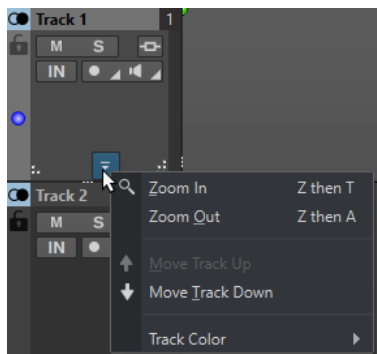 Track 1 1
M S
IN
Track 2
M S
IN
Zoom In Z then T
Zoom Out Z then A
Move Track Up
Move Track Down
Track Color